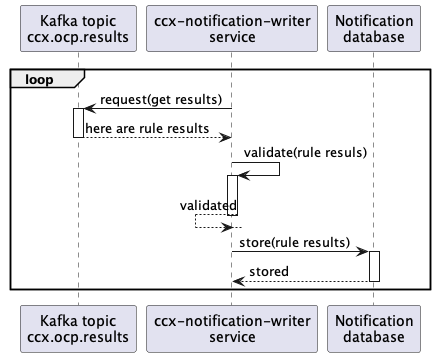 Kafka topic
ccx.ocp.results
ccx-notification-writer
service
Notification
database
loop
request(get results)
here are rule results
validate(rule resuls)
validated
store(rule results)
stored
Kafka topic
ccx.ocp.results
ccx-notification-writer
service
Notification
database